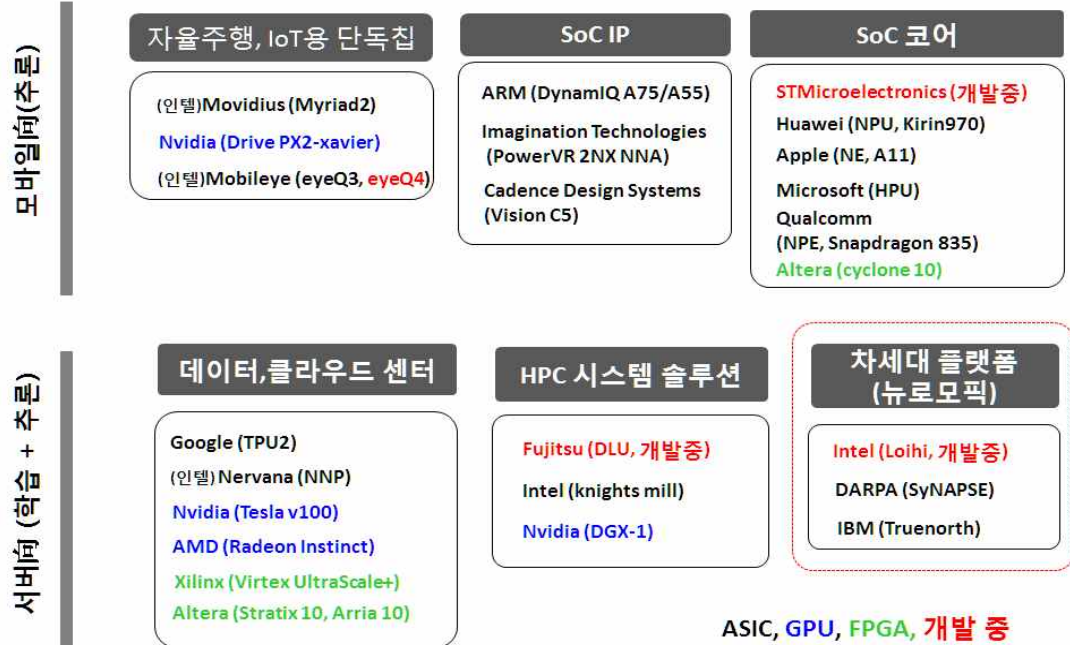 모바일向(추론)
자율주행, IoT용 단독칩
(인텔)Movidius (Myriad2)
Nvidia (Drive PX2-xavier)
(인텔)Mobileye (eyeQ3, eyeQ4)
SoC IP
ARM (DynamIQ A75/A55)
Imagination Technologies
(PowerVR 2NX NNA)
Cadence Design Systems
(Vision C5)
SoC 코어
STMicroelectronics (개발중)
Huawei (NPU, Kirin970)
Apple (NE, A11)
Microsoft (HPU)
Qualcomm
(NPE, Snapdragon 835)
Altera (cyclone 10)
서버向 (학습 + 추론)
데이터,클라우드 센터
Google (TPU2)
(인텔)Nervana (NNP)
Nvidia (Tesla v100)
AMD (Radeon Instinct)
Xilinx (Virtex UltraScale+)
Altera (Stratix 10, Arria 10)
HPC 시스템 솔루션
Fujitsu (DLU, 개발중)
Intel (knights mill)
Nvidia (DGX-1)
차세대 플랫폼
(뉴로모픽)
Intel (Loihi, 개발중)
DARPA (SyNAPSE)
IBM (Truenorth)
ASIC, GPU, FPGA, 개발 중